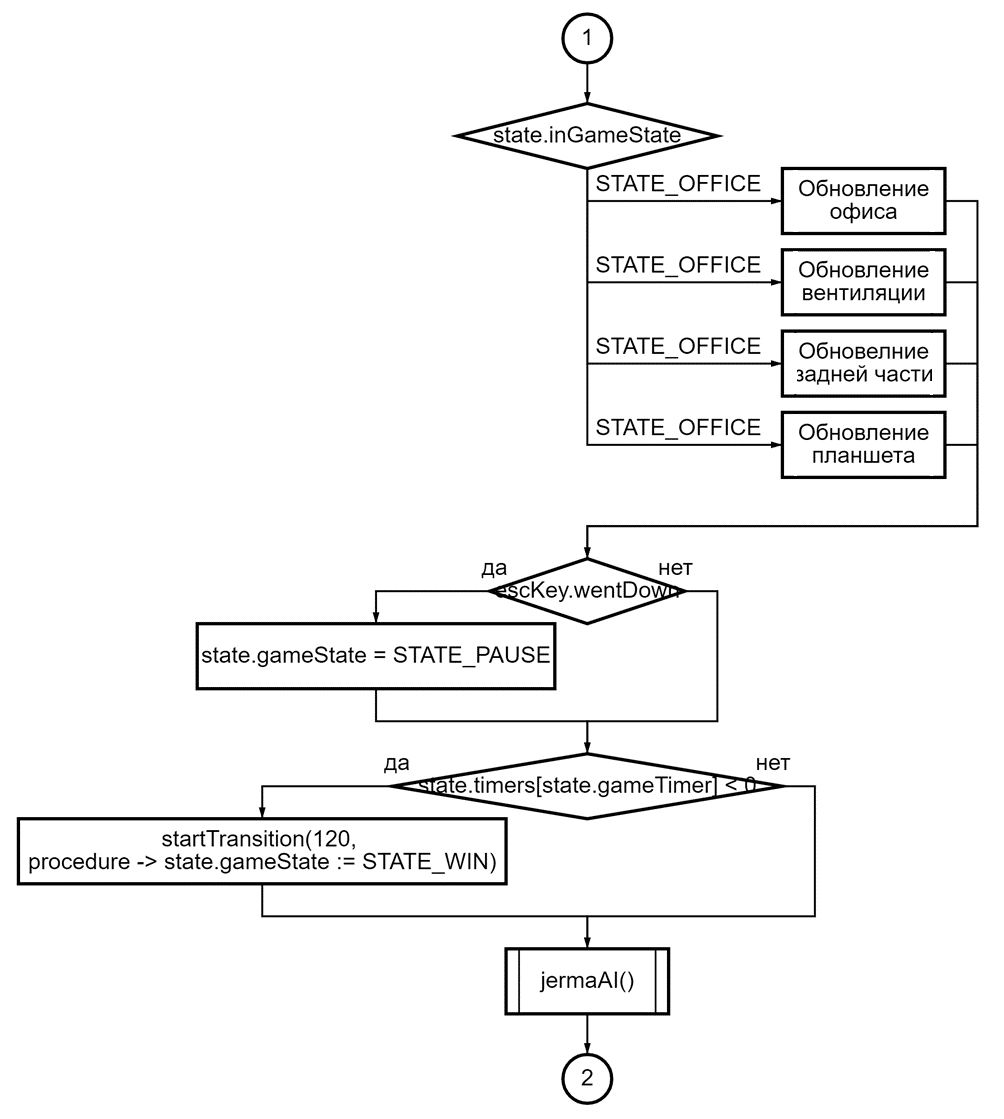 1
state.inGameState
STATE_OFFICE
Обновление
офиса
STATE_OFFICE
Обновление
вентиляции
STATE_OFFICE
Обновелние
задней части
STATE_OFFICE
Обновление
планшета
да
нет
escKey.wentDown
state.gameState = STATE_PAUSE
да
нет
state.timers[state.gameTimer] < 0
startTransition(120,
procedure -> state.gameState := STATE_WIN)
jermaAI()
2